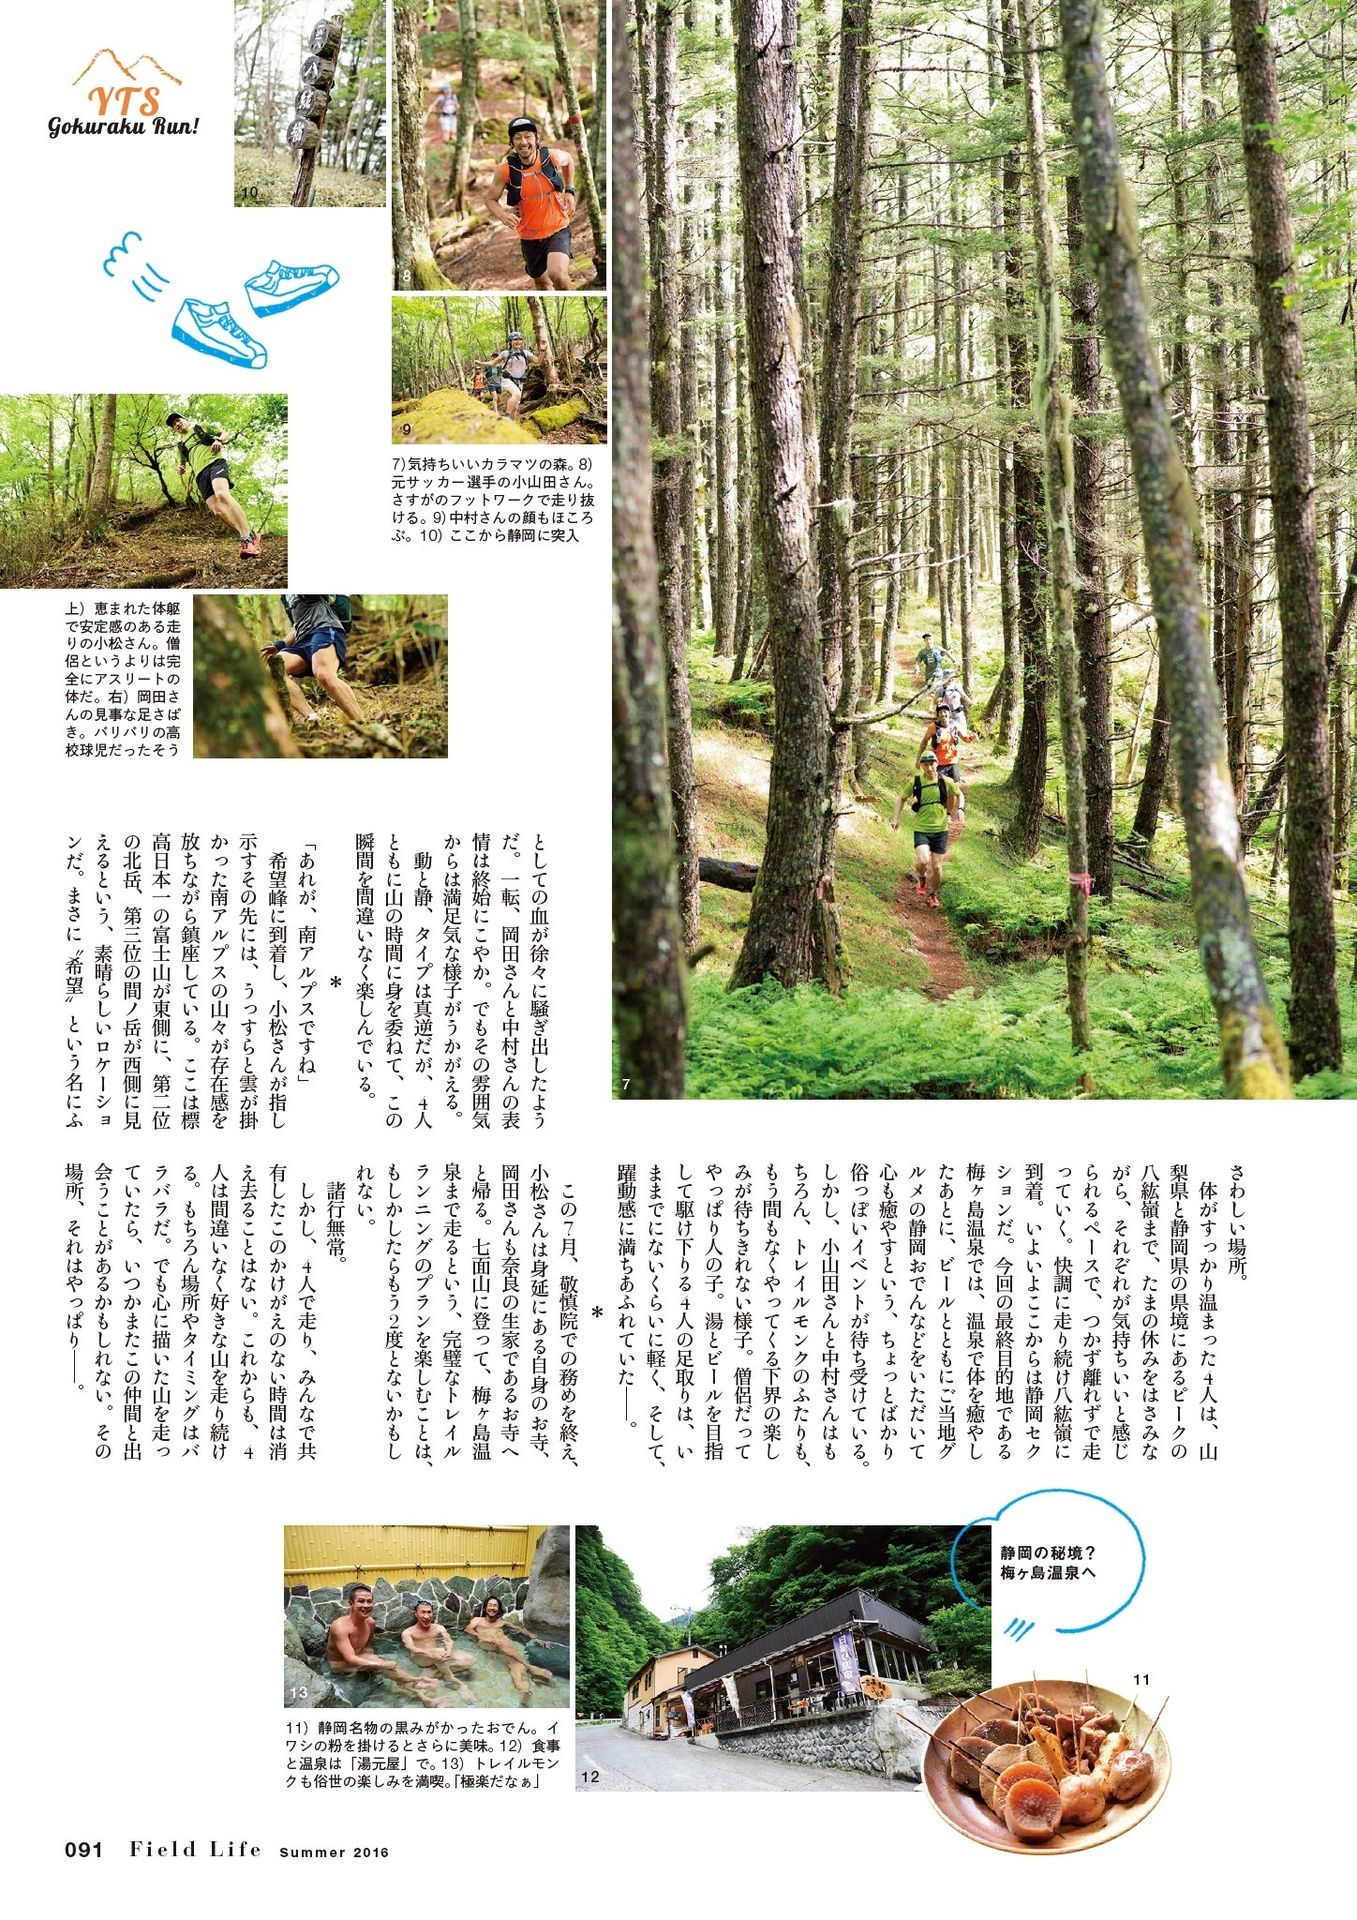 YTS
Gokuraku Run!
10
8
9
7)気持ちいいカラマツの森。8)
元サッカー選手の小山田さん。
さすがのフットワークで走り抜
ける。9)中村さんの顔もほころ
ぶ。10) ここから静岡に突入
上）恵まれた体躯
で安定感のある走
りの小松さん。僧
侶というよりは完
全にアスリートの
体だ。右）岡田さ
んの見事な足さば
き。バリバリの高
校球児だったそう
7
としての血が徐々に騒ぎ出したよう
だ。一転、岡田さんと中村さんの表
情は終始にこやか。でもその雰囲気
からは満足気な様子がうかがえる。
動と静、タイプは真逆だが、4人
ともに山の時間に身を委ねて、この
瞬間を間違いなく楽しんでいる。
*
「あれが、南アルプスですね」
希望峰に到着し、小松さんが指し
示すその先には、うっすらと雲が掛
かった南アルプスの山々が存在感を
放ちながら鎮座している。ここは標
高日本一の富士山が東側に、第二位
の北岳、第三位の間ノ岳が西側に見
えるという、素晴らしいロケーショ
ンだ。まさに〝希望〟という名にふ
さわしい場所。
体がすっかり温まった4人は、山
梨県と静岡県の県境にあるピークの
八紘嶺まで、たまの休みをはさみな
がら、それぞれが気持ちいいと感じ
られるペースで、つかず離れずで走
っていく。快調に走り続け八紘嶺に
到着。いよいよここからは静岡セク
ションだ。今回の最終目的地である
梅ヶ島温泉では、温泉で体を癒やし
たあとに、ビールとともにご当地グ
ルメの静岡おでんなどをいただいて
心も癒やすという、ちょっとばかり
俗っぽいイベントが待ち受けている。
しかし、小山田さんと中村さんはも
ちろん、トレイルモンクのふたりも、
もう間もなくやってくる下界の楽し
みが待ちきれない様子。僧侶だって
やっぱり人の子。湯とビールを目指
して駆け下りる4人の足取りは、い
ままでにないくらいに軽く、そして、
躍動感に満ちあふれていた――。
*
この7月、敬慎院での務めを終え、
小松さんは身延にある自身のお寺、
岡田さんも奈良の生家であるお寺へ
と帰る。七面山に登って、梅ヶ島温
泉まで走るという、完璧なトレイル
ランニングのプランを楽しむことは、
もしかしたらもう2度とないかもし
れない。
諸行無常。
しかし、4人で走り、みんなで共
有したこのかけがえのない時間は消
え去ることはない。これからも、4
人は間違いなく好きな山を走り続け
る。もちろん場所やタイミングはバ
ラバラだ。でも心に描いた山を走っ
ていたら、いつかまたこの仲間と出
会うことがあるかもしれない。その
場所、それはやっぱり――。
静岡の秘境？
梅ヶ島温泉へ
13
12
11
11）静岡名物の黒みがかったおでん。イ
ワシの粉を掛けるとさらに美味。12）食事
と温泉は「湯元屋」で。13）トレイルモン
クも俗世の楽しみを満喫。「極楽だなぁ」
091 Field Life Summer 2016